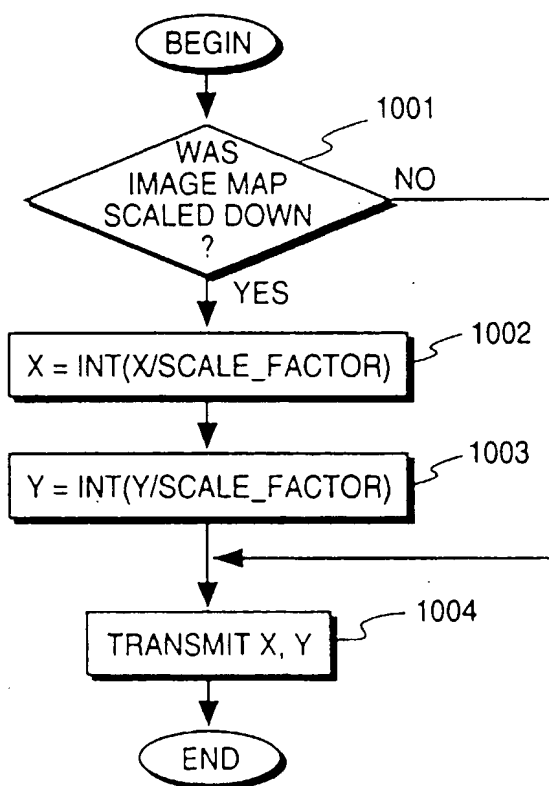 BEGIN
1001
WAS
IMAGE MAP
SCALED DOWN
?
NO
YES
1002
X = INT(X/SCALE_FACTOR)
1003
Y = INT(Y/SCALE_FACTOR)
1004
TRANSMIT X, Y
END